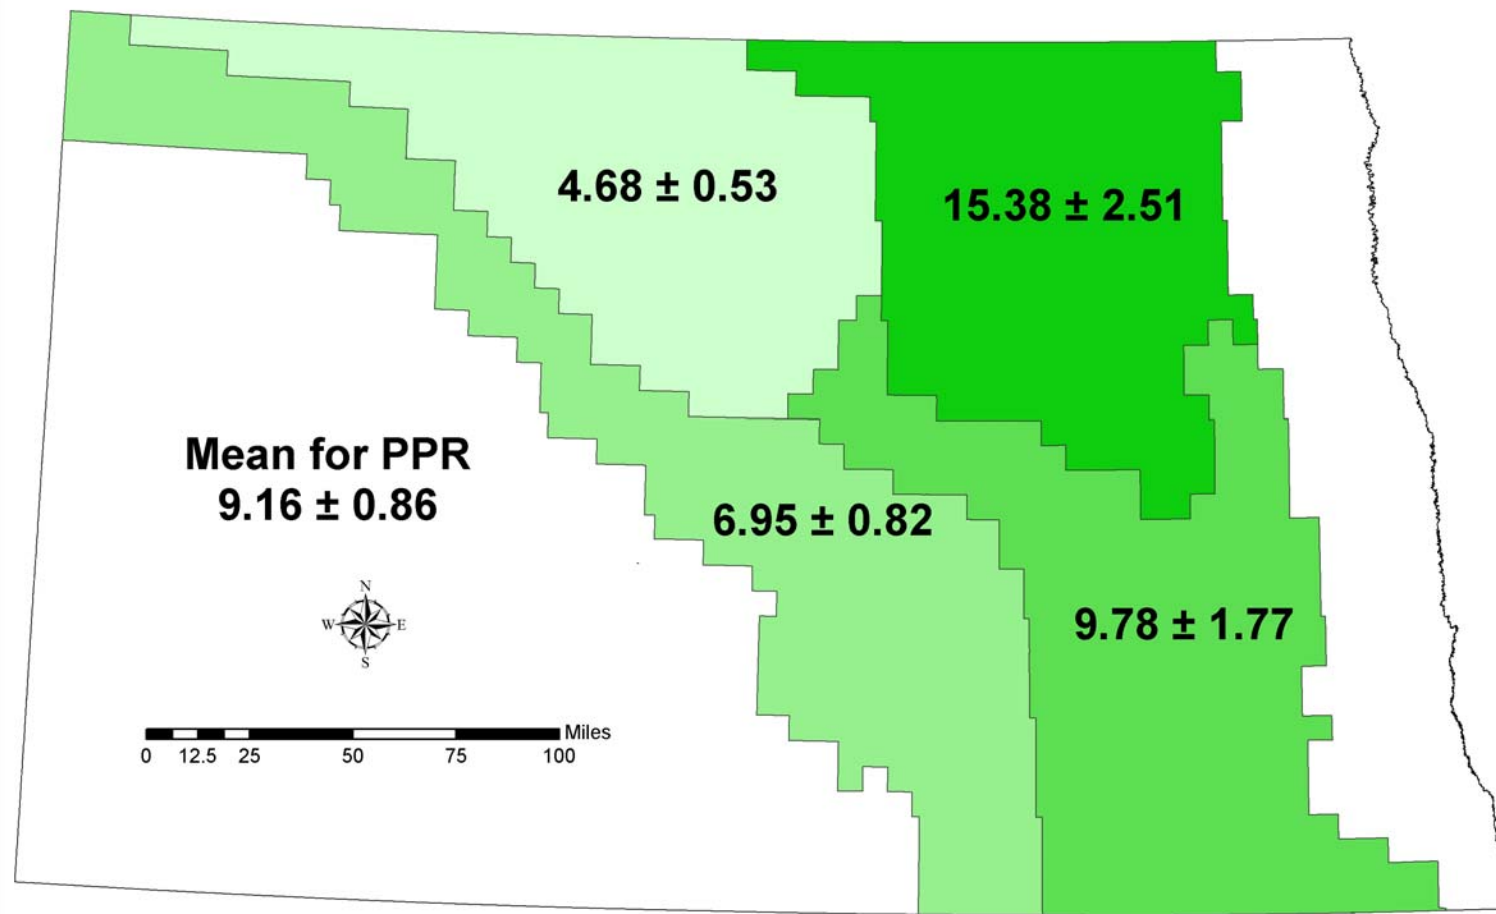 4.68 ± 0.53
15.38 ± 2.51
Mean for PPR
9.16 ± 0.86
6.95 ± 0.82
9.78 ± 1.77
N
W E
S
Miles
0 12.5 25 50 75 100